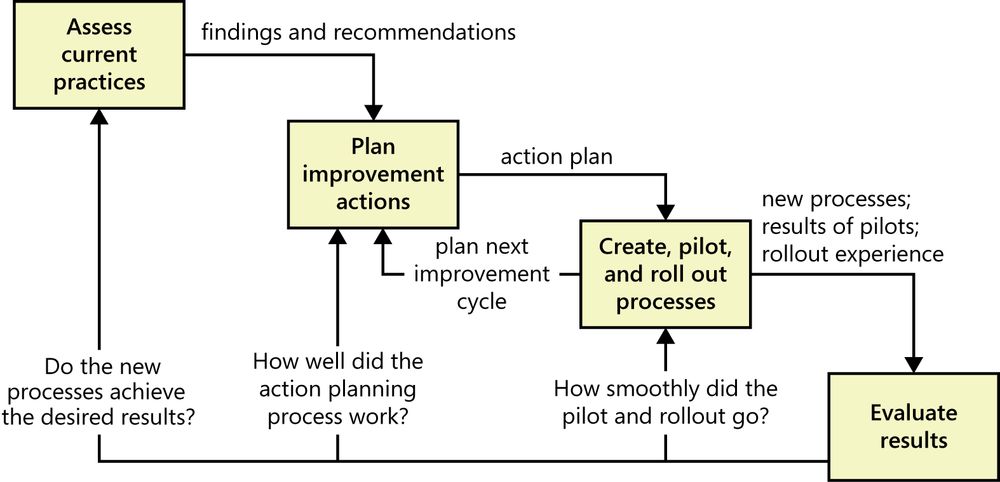 Assess
current
practices
findings and recommendations
Plan
improvement
actions
action plan
Create, pilot,
and roll out
processes
new processes;
results of pilots;
rollout experience
plan next
improvement
cycle
Do the new
processes achieve
the desired results?
How well did the
action planning
process work?
How smoothly did the
pilot and rollout go?
Evaluate
results